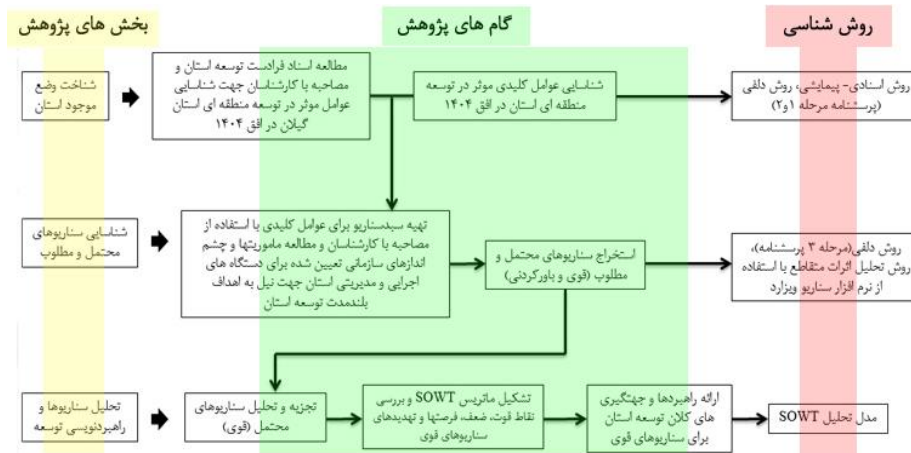 روش شناسی
گام های پژوهش
بخش های پژوهش
شناخت وضع
موجود استان
مطالعه اسناد فرادست توسعه استان و
مصاحبه با کارشناسان جهت شناسایی
عوامل موثر در توسعه منطقه ای استان
گیلان در افق ۱۴۰۴
شناسایی عوامل کلیدی موثر در توسعه
منطقه ای استان در افق ۱۴۰۴
روش اسنادی- پیمایشی، روش دلفی
(پرسشنامه مرحله ۱و۲)
شناسایی سناریوهای
محتمل و مطلوب
تهیه سبدسناریو برای عوامل کلیدی با استفاده از
مصاحبه با کارشناسان و مطالعه ماموریتها و چشم
اندازهای سازمانی تعیین شده برای دستگاه های
اجرایی و مدیریتی استان جهت نیل به اهداف
بلندمدت توسعه استان
استخراج سناریوهای محتمل و
مطلوب (قوی و باورکردنی)
روش دلفی(مرحله ۳ پرسشنامه)،
روش تحلیل اثرات متقاطع با استفاده
از نرم افزار سناریو ویزارد
تحلیل سناریوها و
راهبردنویسی توسعه
تجزیه و تحلیل سناریوهای
محتمل (قوی)
تشکیل ماتریس SOWT و بررسی
نقاط قوت، ضعف، فرصتها و تهدیدهای
سناریوهای قوی
ارائه راهبردها و جهتگیری
های کلان توسعه استان
برای سناریوهای قوی
مدل تحلیل SOWT